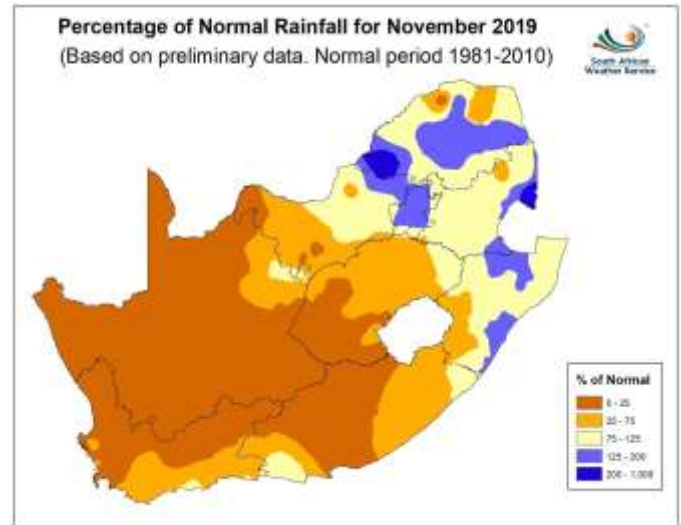 Percentage of Normal Rainfall for November 2019
(Based on preliminary data. Normal period 1981-2010)
South African
Weather Service
% of Normal
0 - 25
25 - 75
75 - 125
125 - 200
200 - 1,000